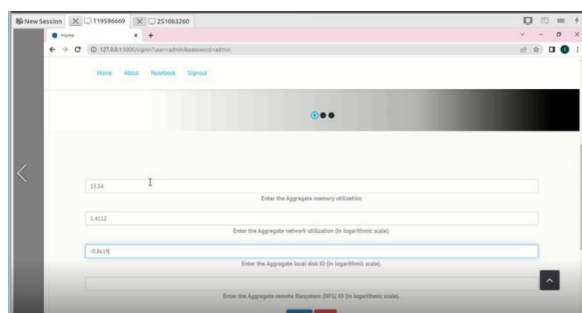 New Session 119596669 251063260
Home
127.0.0.1:5000/signin?user=admin&password=admin
Home About Notebook Signout
15.56
Enter the Aggregate memory utilization
1.4112
Enter the Aggregate network utilization (in logarithmic scale).
-0.8619
Enter the Aggregate local disk IO (in logarithmic scale).
Enter the Aggregate remote filesystem (NFS) IO (in logarithmic scale).